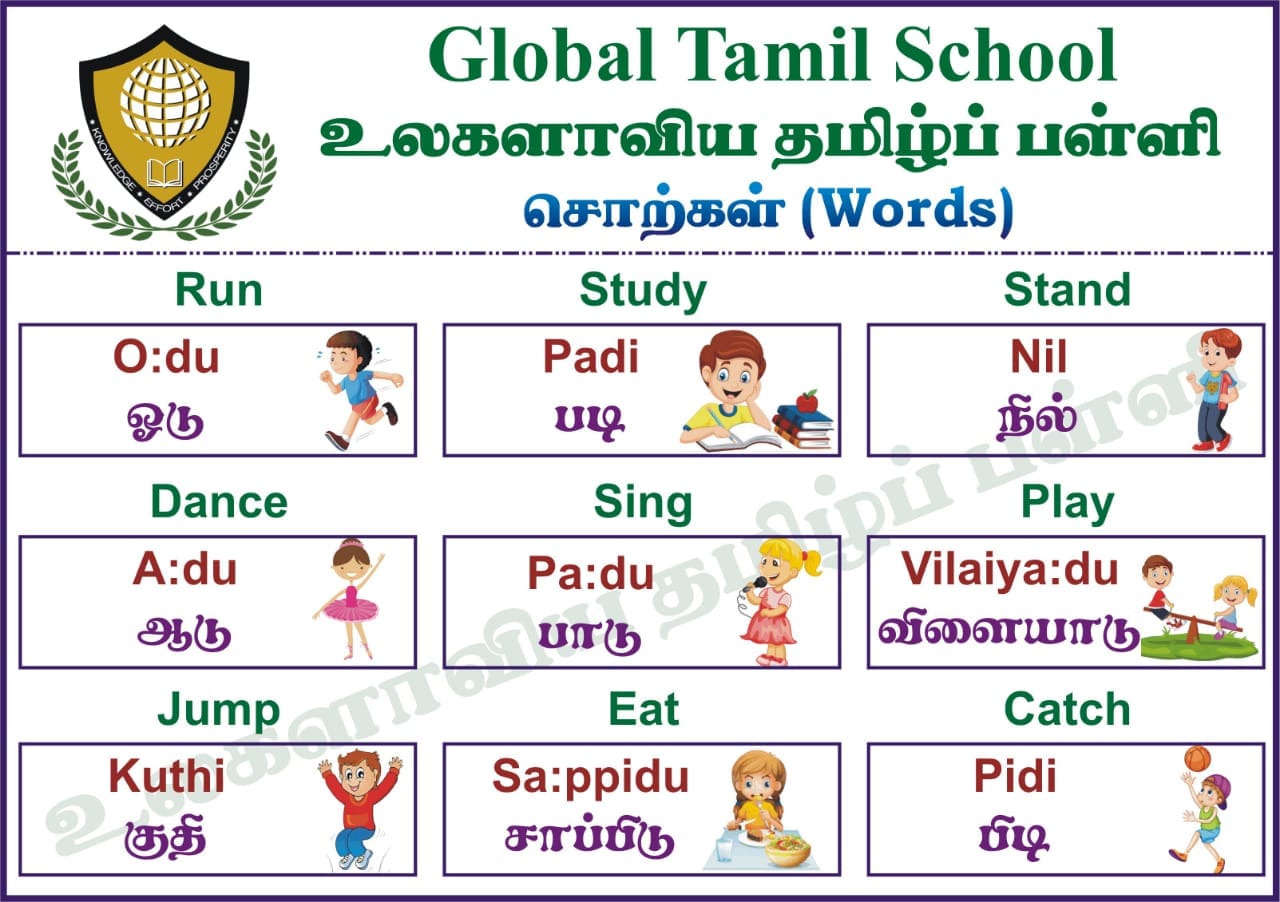 Global Tamil School
உலகளாவிய தமிழ்ப் பள்ளி
சொற்கள் (Words)
KNOWLEDGE * EFFORT * PROSPERITY
Run
O:du
ஓடு
Study
Padi
படி
Stand
Nil
நில்
Dance
A:du
ஆடு
Sing
Pa:du
பாடு
Play
Vilaiya:du
விளையாடு
Jump
Kuthi
குதி
Eat
Sa:ppidu
சாப்பிடு
Catch
Pidi
பிடி
உலகளாவிய தமிழ்ப் பள்ளி